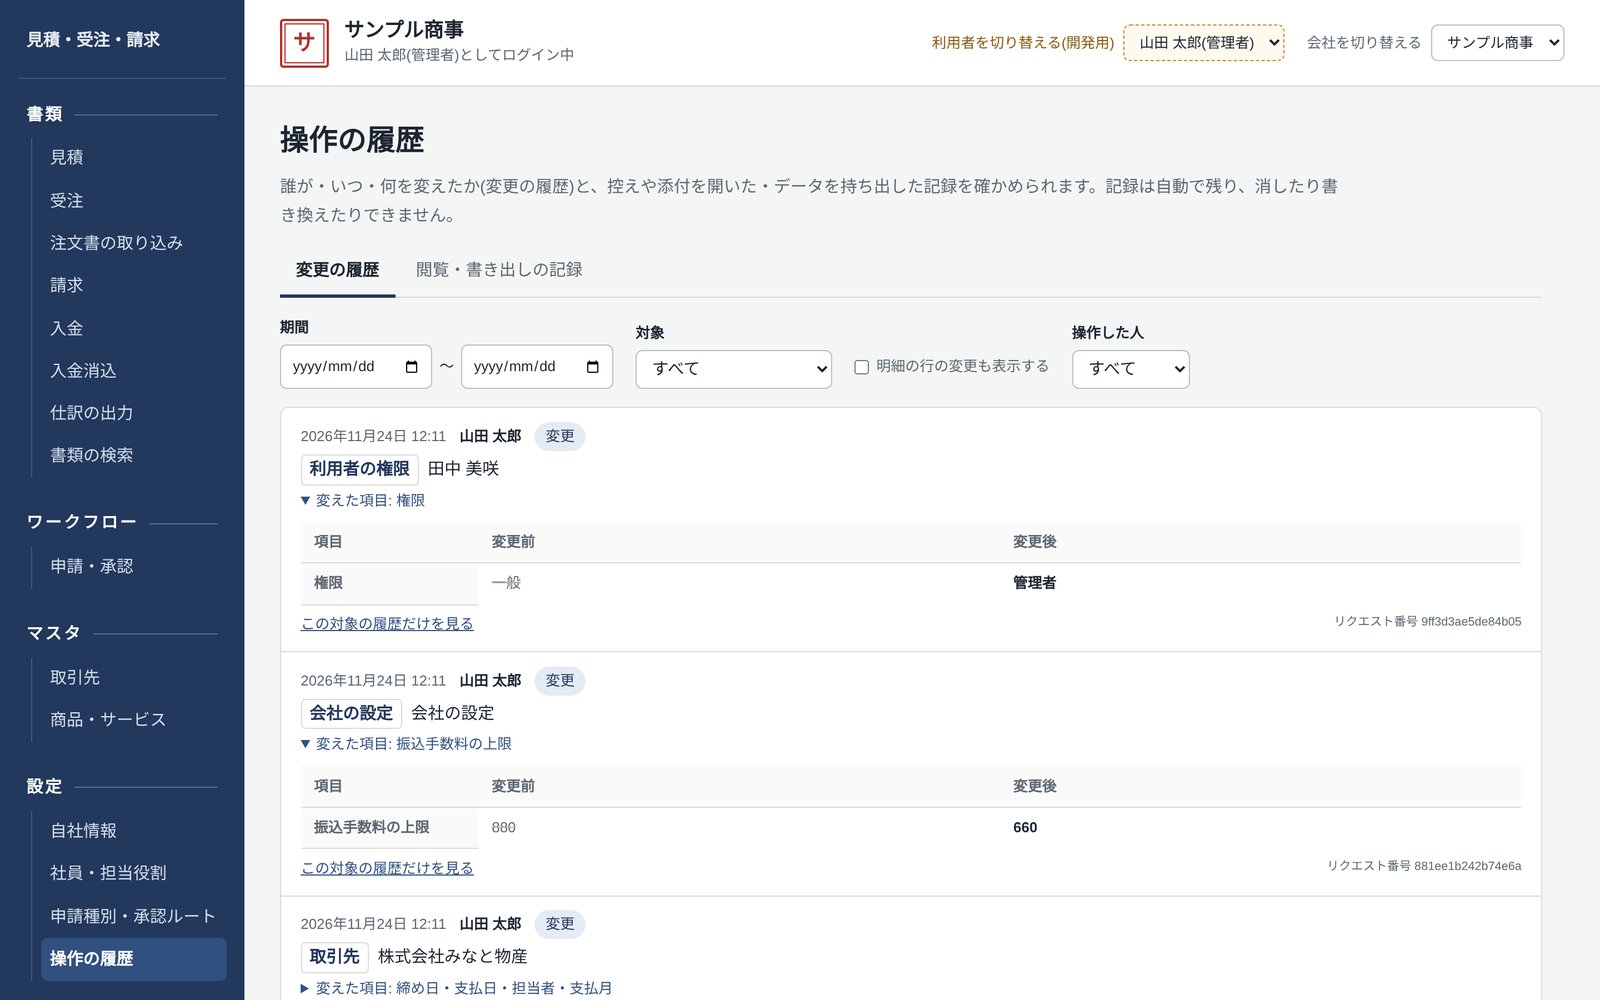 見積・受注・請求
書類
見積
受注
注文書の取り込み
請求
入金
入金消込
仕訳の出力
書類の検索
ワークフロー
申請・承認
マスタ
取引先
商品・サービス
設定
自社情報
社員・担当役割
申請種別・承認ルート
操作の履歴
サ
サンプル商事
山田 太郎(管理者)としてログイン中
利用者を切り替える(開発用) 山田 太郎(管理者) 会社を切り替える サンプル商事
操作の履歴
誰が・いつ・何を変えたか(変更の履歴)と、控えや添付を開いた・データを持ち出した記録を確かめられます。記録は自動で残り、消したり書
き換えたりできません。
変更の履歴 閲覧・書き出しの記録
期間 対象 操作した人
yyyy/mm/dd ～ yyyy/mm/dd すべて 明細の行の変更も表示する すべて
2026年11月24日 12:11 山田 太郎 変更
利用者の権限 田中 美咲
▼ 変えた項目: 権限
項目 変更前 変更後
権限 一般 管理者
この対象の履歴だけを見る リクエスト番号 9ff3d3ae5de84b05
2026年11月24日 12:11 山田 太郎 変更
会社の設定 会社の設定
▼ 変えた項目: 振込手数料の上限
項目 変更前 変更後
振込手数料の上限 880 660
この対象の履歴だけを見る リクエスト番号 881ee1b242b74e6a
2026年11月24日 12:11 山田 太郎 変更
取引先 株式会社みなと物産
▶ 変えた項目: 締め日・支払日・担当者・支払月